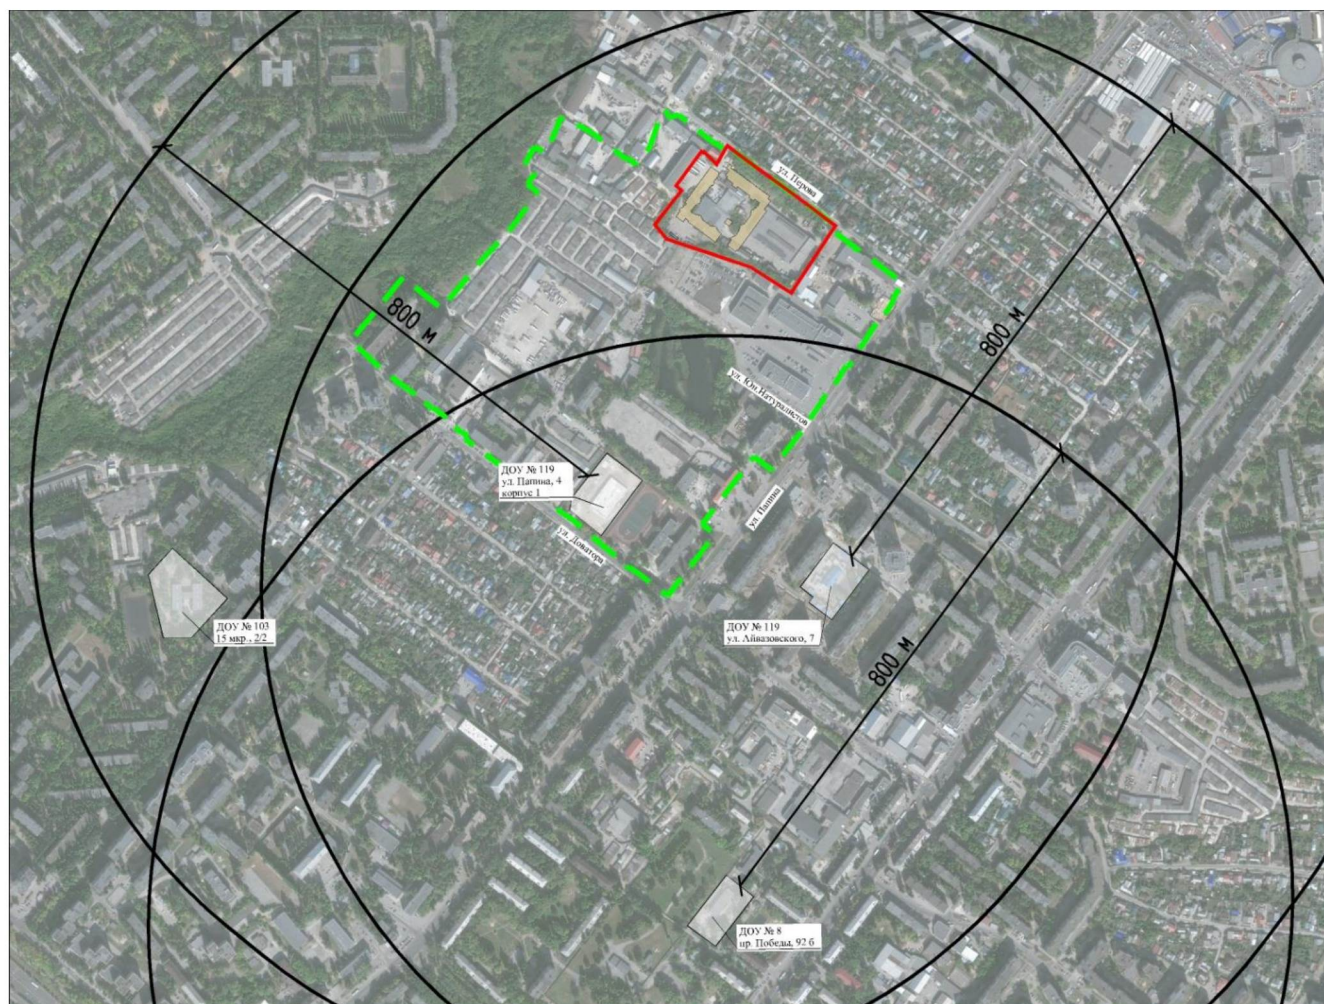 ул. Перова
800 м
800 м
ул. Юн.Натуралистов
ДОУ № 119
ул. Папина, 4
корпус 1
ул. Папина
ул. Доватора
ДОУ № 103
15 мкр., 2/2
ДОУ № 119
ул. Айвазовского, 7
800 м
ДОУ № 8
пр. Победы, 92 б